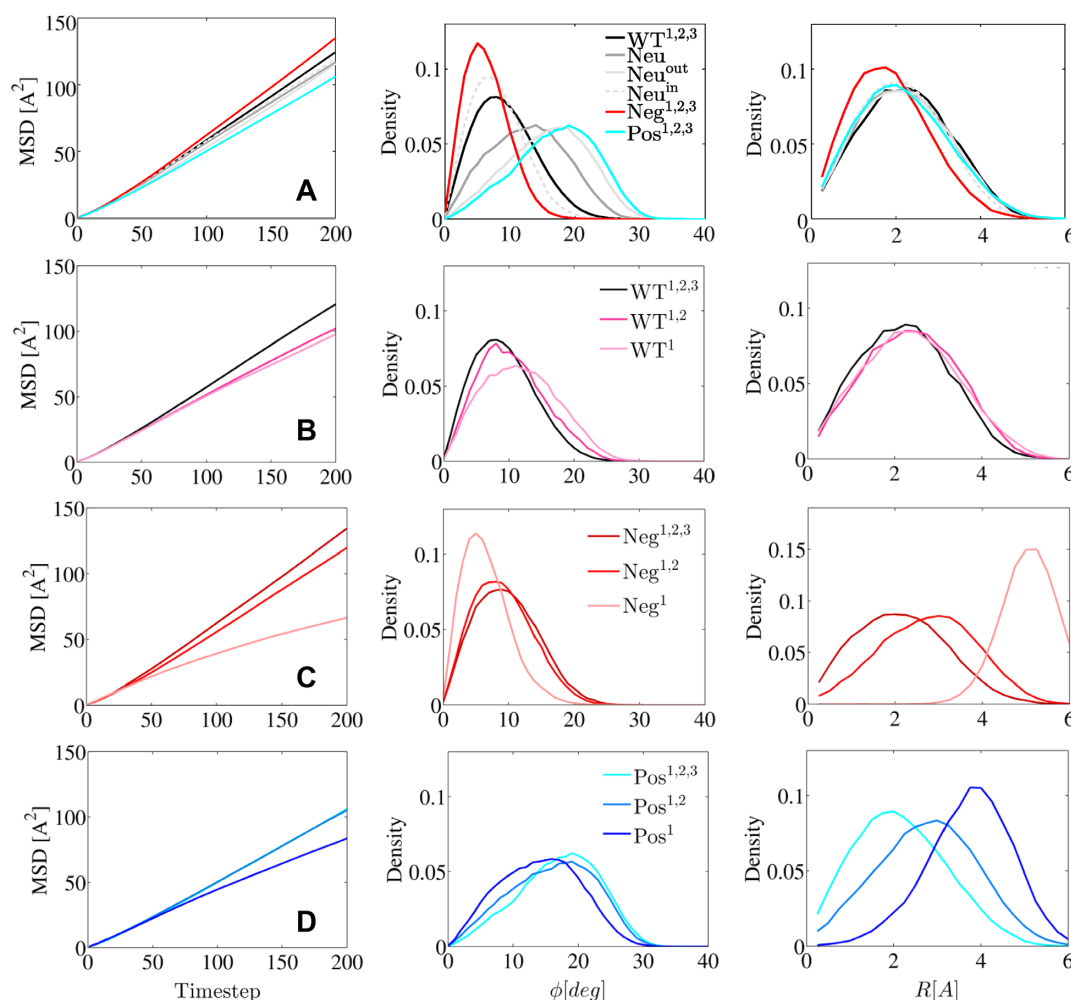 MSD [A²]
150
100
50
0
0 50 100 150 200
A
Density
0.1
0.05
0
0 10 20 30 40
WT¹,²,³
Neu
Neuᵒᵘᵗ
Neuⁱⁿ
Neg¹,²,³
Pos¹,²,³
Density
0.1
0.05
0
0 2 4 6
MSD [A²]
150
100
50
0
0 50 100 150 200
B
Density
0.1
0.05
0
0 10 20 30 40
WT¹,²,³
WT¹,²
WT¹
Density
0.1
0.05
0
0 2 4 6
MSD [A²]
150
100
50
0
0 50 100 150 200
C
Density
0.1
0.05
0
0 10 20 30 40
Neg¹,²,³
Neg¹,²
Neg¹
Density
0.15
0.1
0.05
0
0 2 4 6
MSD [A²]
150
100
50
0
0 50 100 150 200
Timestep
D
Density
0.1
0.05
0
0 10 20 30 40
ϕ[deg]
Pos¹,²,³
Pos¹,²
Pos¹
Density
0.1
0.05
0
0 2 4 6
R[A]